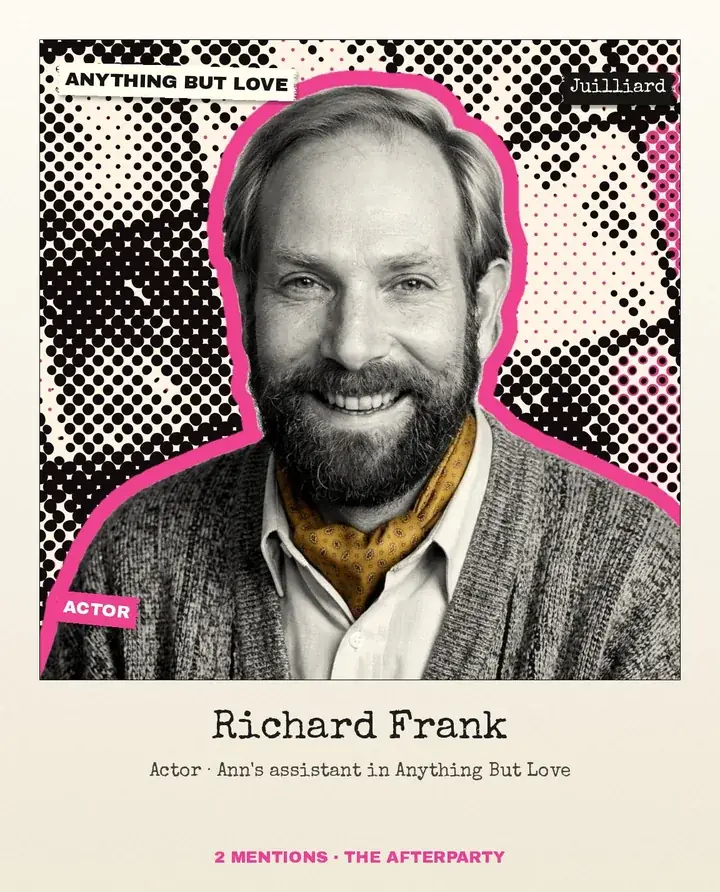 ANYTHING BUT LOVE
Juilliard
ACTOR
Richard Frank
Actor · Ann's assistant in Anything But Love
2 MENTIONS · THE AFTERPARTY